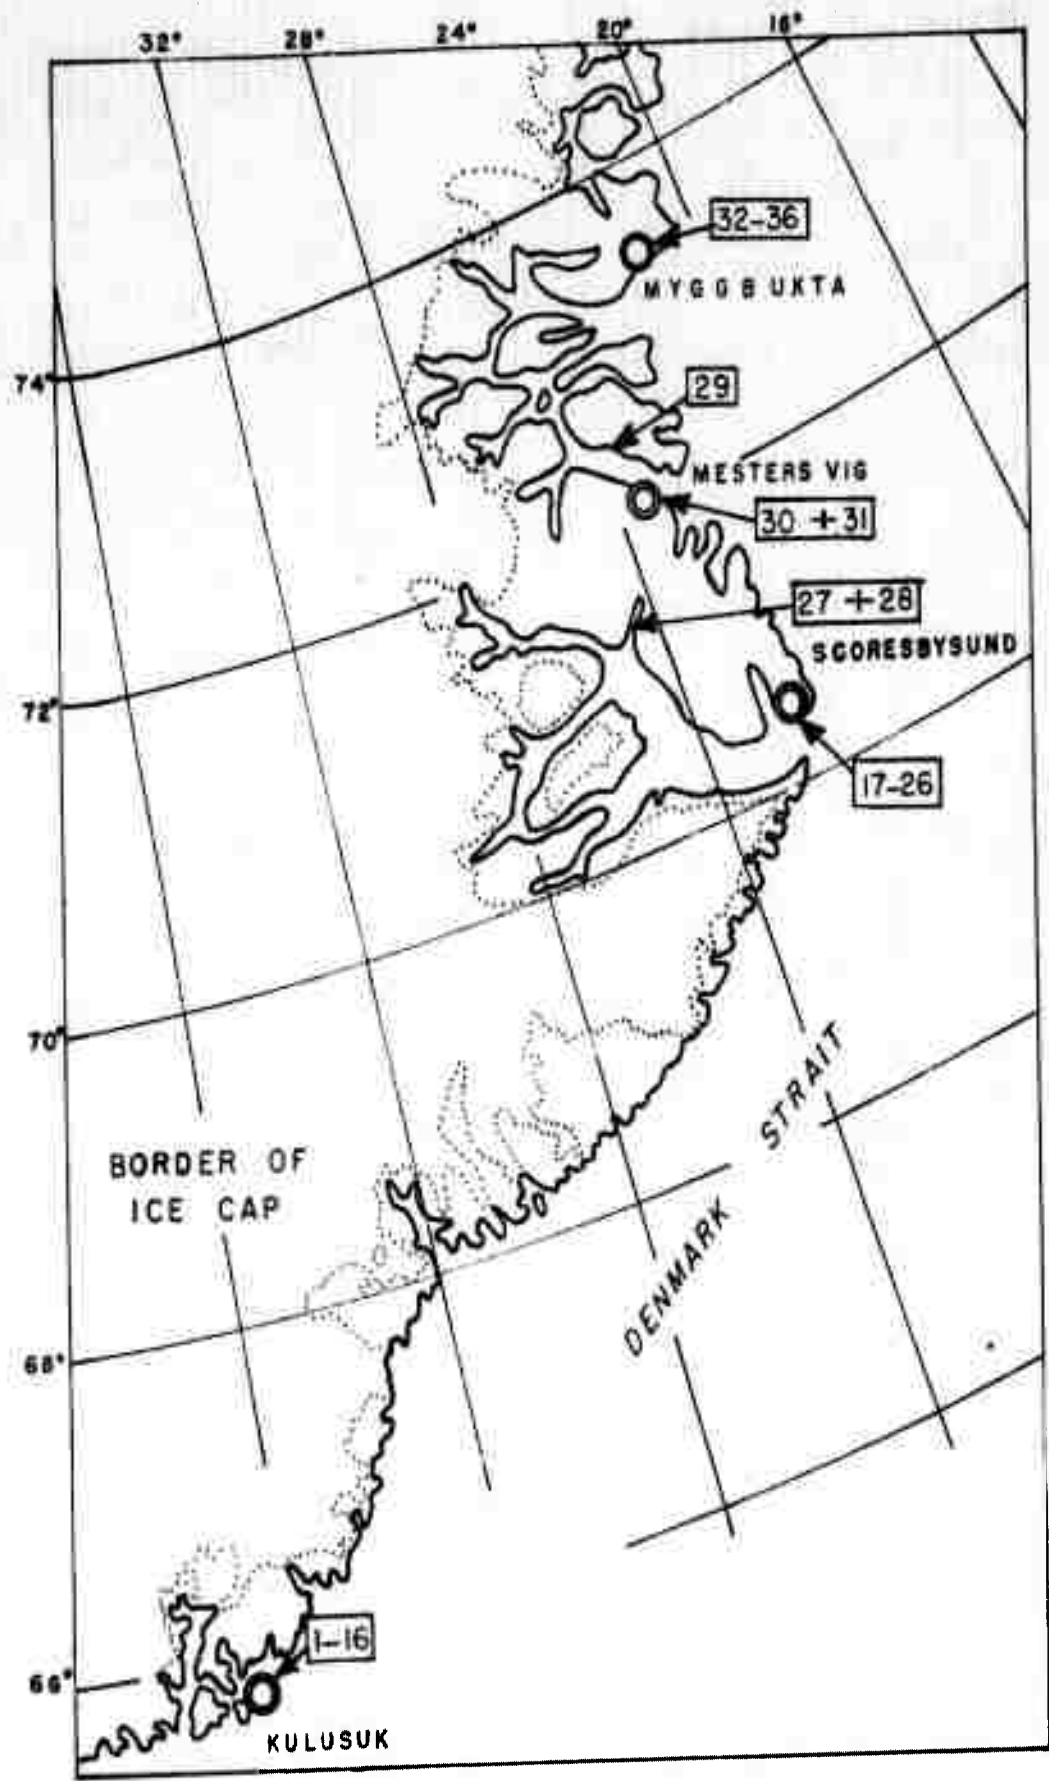 32° 28° 24° 20° 16°
32-36
MYGGBUKTA
74°
29
MESTERS VIG
30 + 31
27 + 28
SCORESBYSUND
72°
17-26
70°
STRAIT
BORDER OF
ICE CAP
DENMARK
68°
1-16
66°
KULUSUK